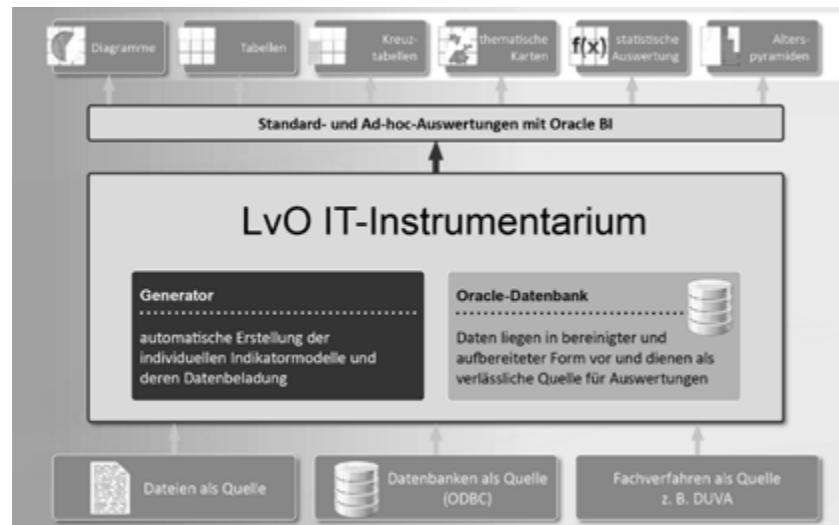 Diagramme
Tabellen
Kreuz-
tabellen
thematische
Karten
f(x)
statistische
Auswertung
Alters-
pyramiden
Standard- und Ad-hoc-Auswertungen mit Oracle BI
LvO IT-Instrumentarium
Generator
automatische Erstellung der
individuellen Indikatormodelle und
deren Datenbeladung
Oracle-Datenbank
Daten liegen in bereinigter und
aufbereiteter Form vor und dienen als
verlässliche Quelle für Auswertungen
Dateien als Quelle
Datenbanken als Quelle
(ODBC)
Fachverfahren als Quelle
z. B. DUVA